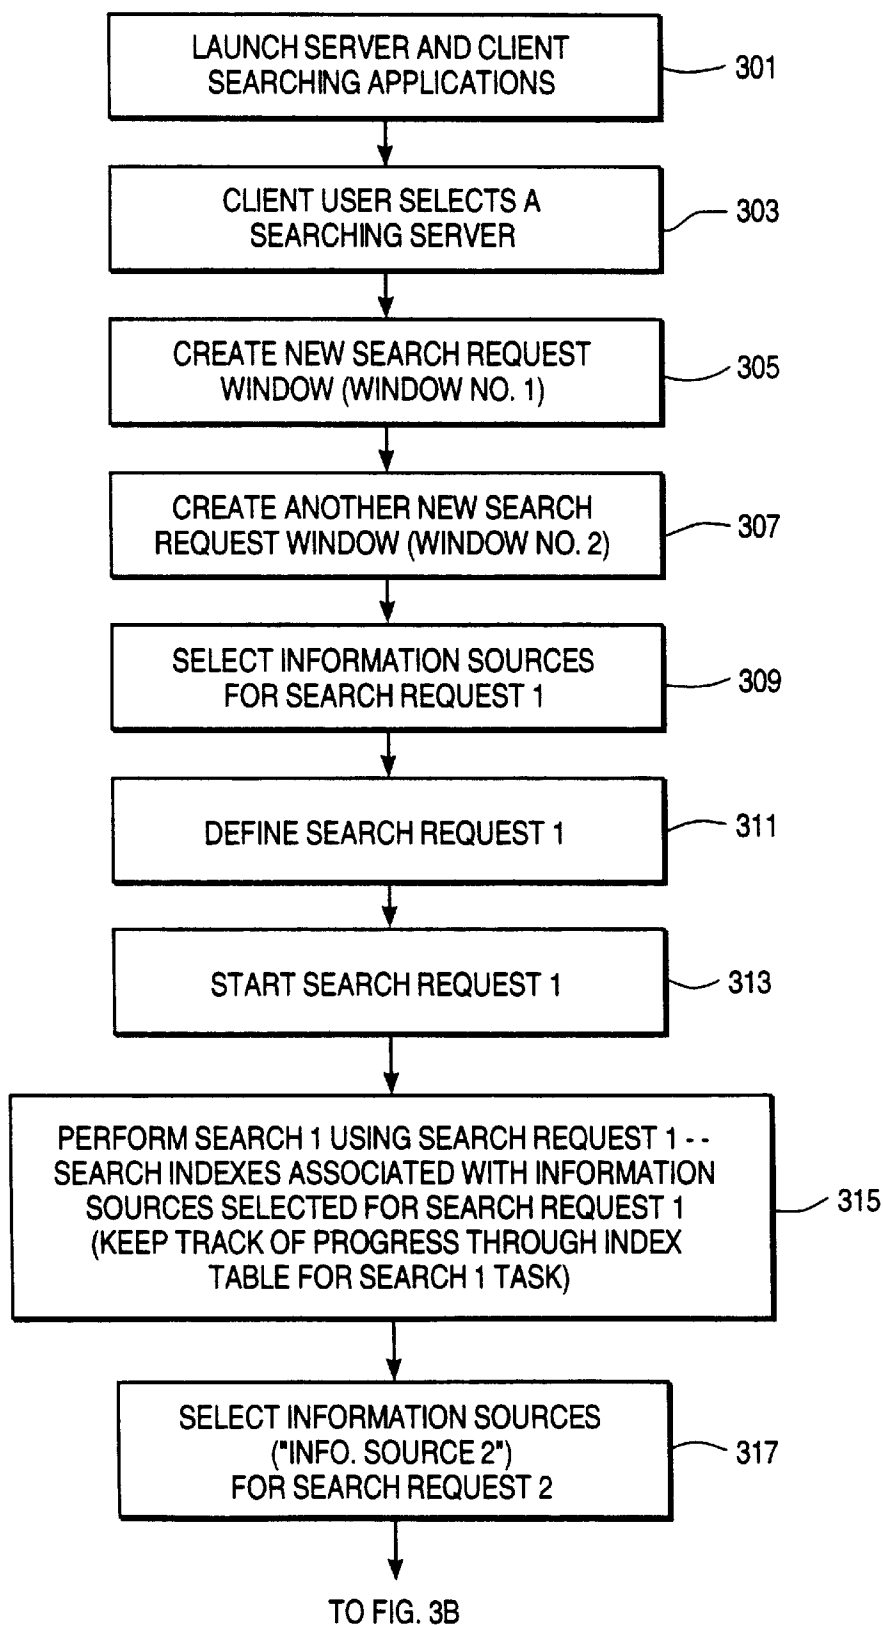 LAUNCH SERVER AND CLIENT
SEARCHING APPLICATIONS
301
CLIENT USER SELECTS A
SEARCHING SERVER
303
CREATE NEW SEARCH REQUEST
WINDOW (WINDOW NO. 1)
305
CREATE ANOTHER NEW SEARCH
REQUEST WINDOW (WINDOW NO. 2)
307
SELECT INFORMATION SOURCES
FOR SEARCH REQUEST 1
309
DEFINE SEARCH REQUEST 1
311
START SEARCH REQUEST 1
313
PERFORM SEARCH 1 USING SEARCH REQUEST 1 - -
SEARCH INDEXES ASSOCIATED WITH INFORMATION
SOURCES SELECTED FOR SEARCH REQUEST 1
(KEEP TRACK OF PROGRESS THROUGH INDEX
TABLE FOR SEARCH 1 TASK)
315
SELECT INFORMATION SOURCES
("INFO. SOURCE 2")
FOR SEARCH REQUEST 2
317
TO FIG. 3B